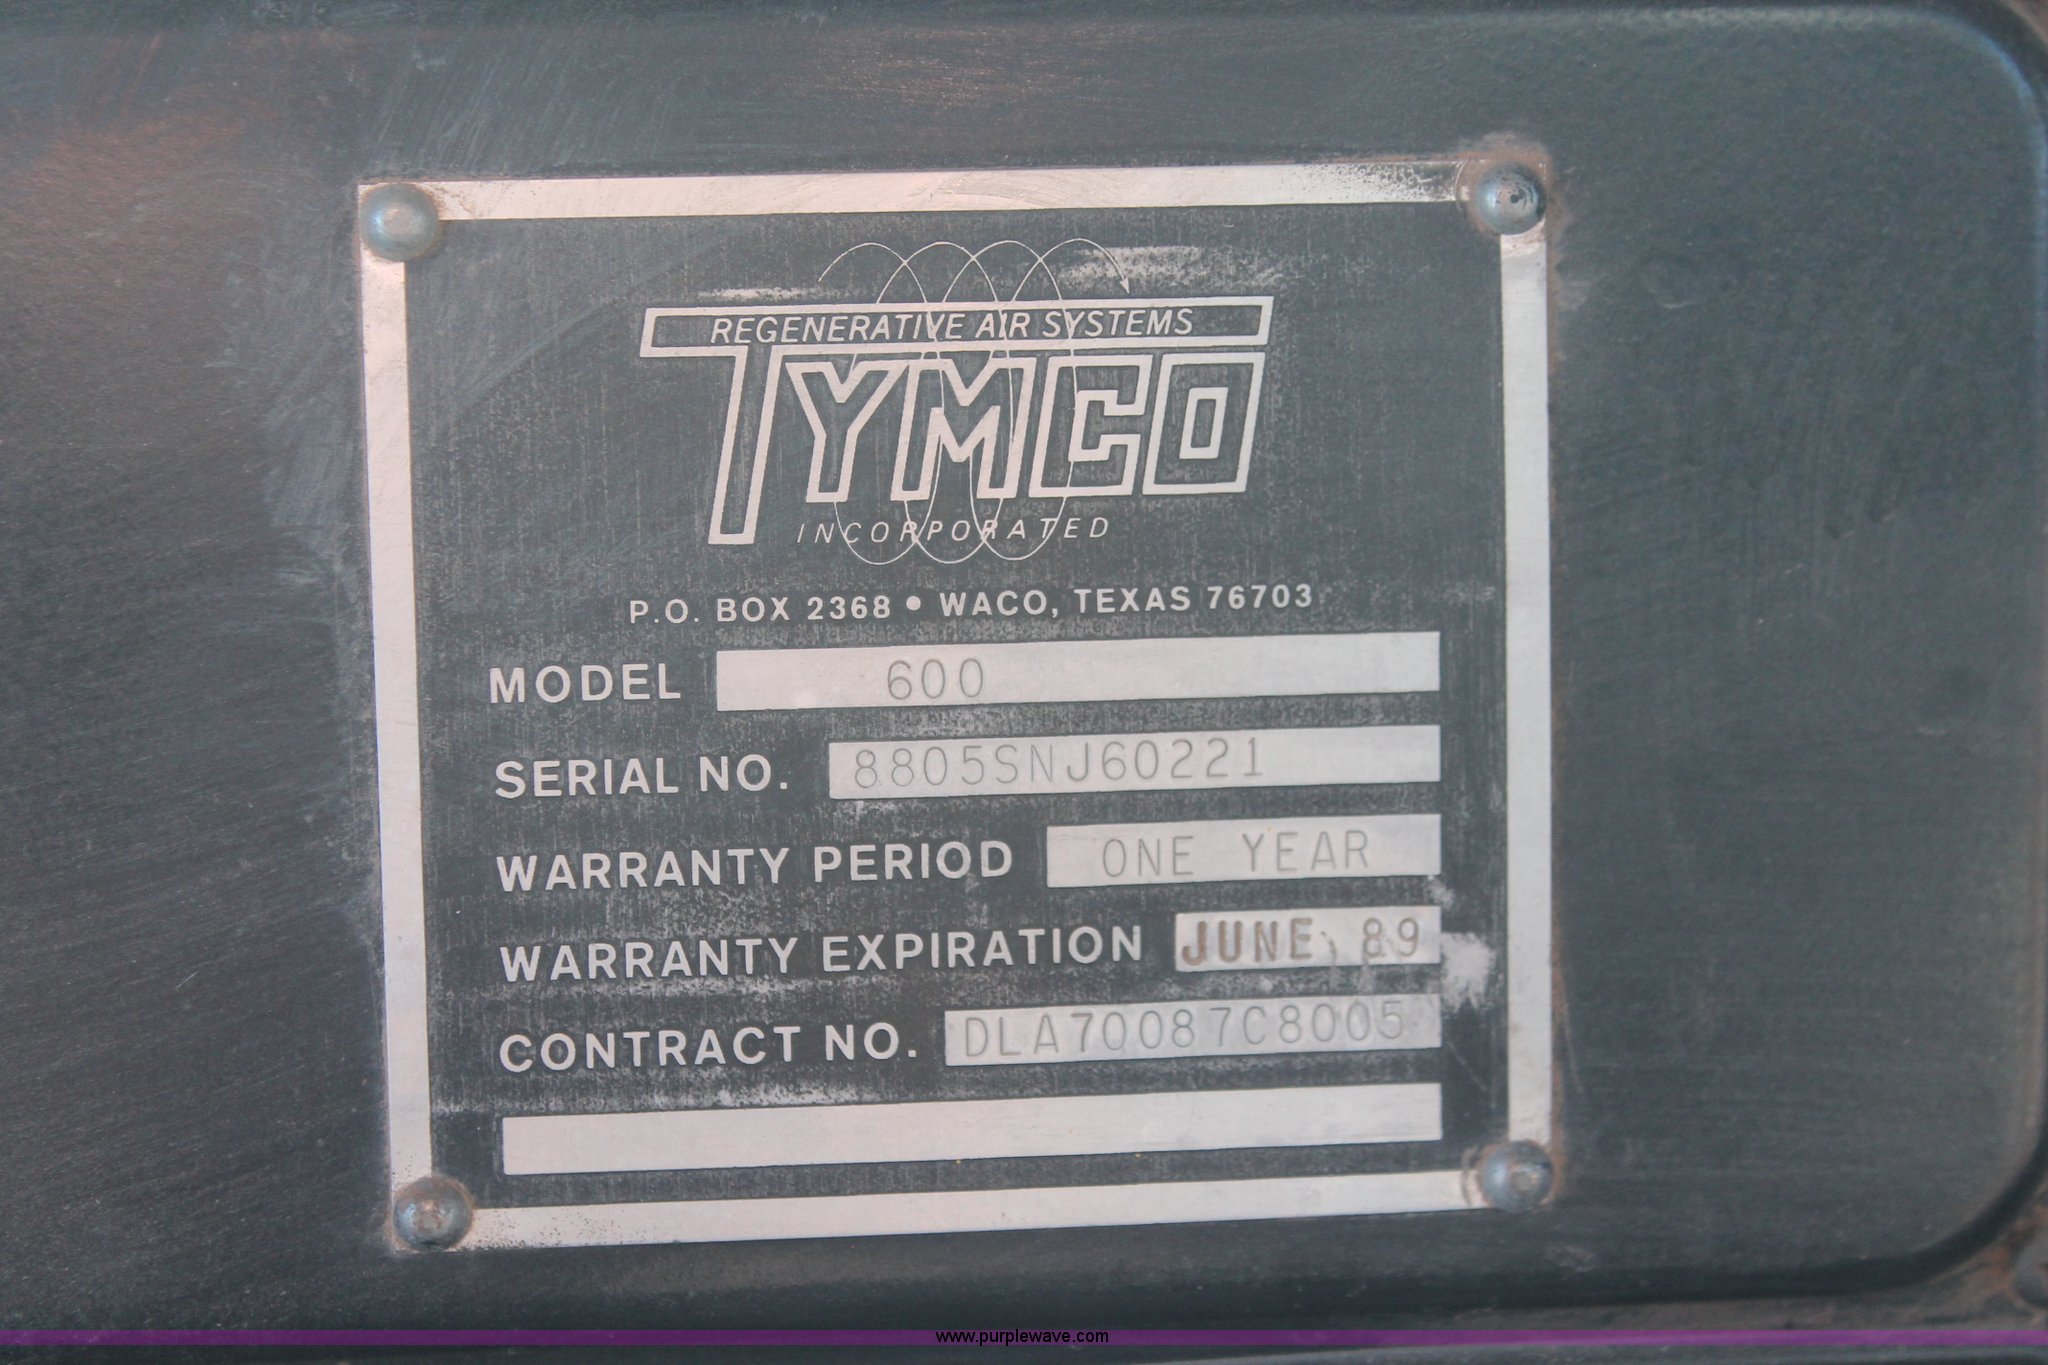 REGENERATIVE AIR SYSTEMS
TYMCO
INCORPORATED
P.O. BOX 2368 • WACO, TEXAS 76703
MODEL 600
SERIAL NO. 8805SNJ60221
WARRANTY PERIOD ONE YEAR
WARRANTY EXPIRATION JUNE, 89
CONTRACT NO. DLA70087C8005
www.purplewave.com